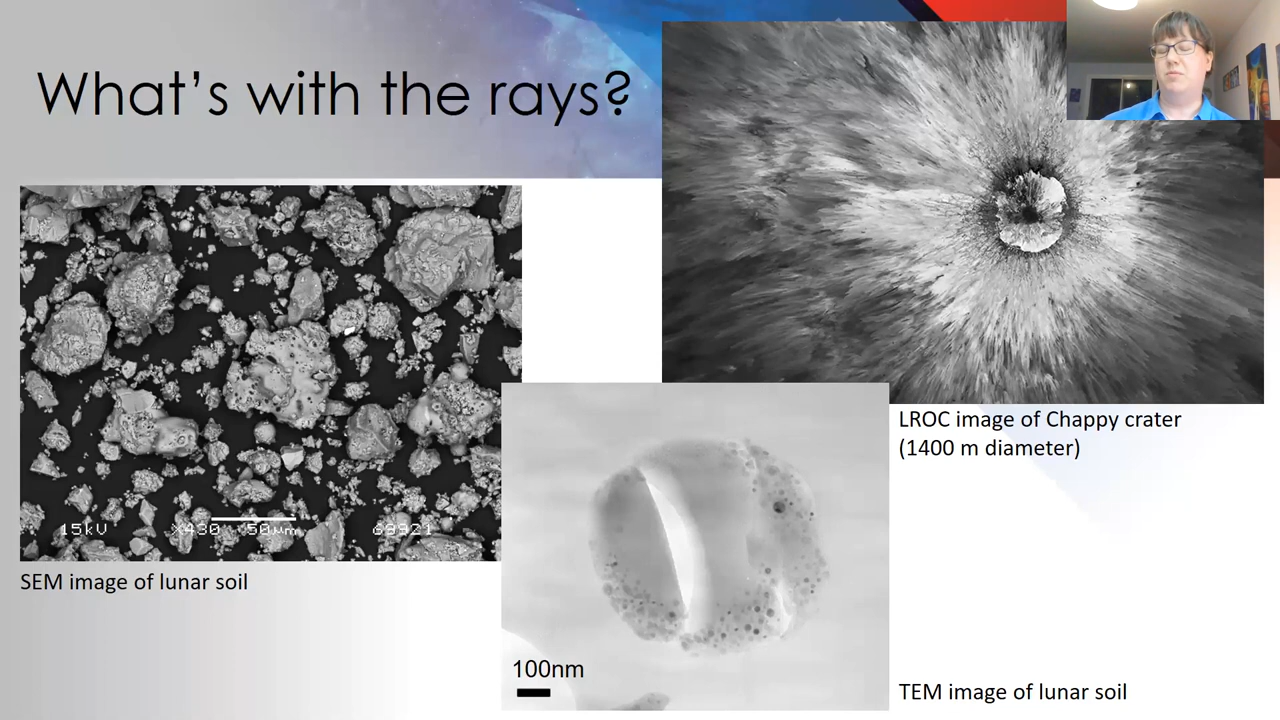 What's with the rays?
15kV X430 50µm 69921
SEM image of lunar soil
LROC image of Chappy crater
(1400 m diameter)
100nm
TEM image of lunar soil